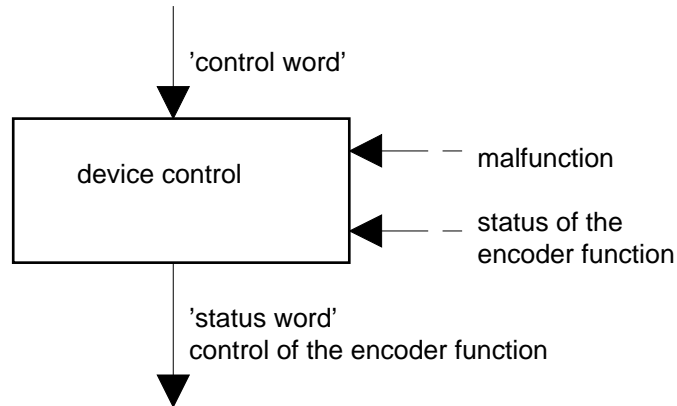 ’control word’
device control
malfunction
status of the
encoder function
’status word’
control of the encoder function